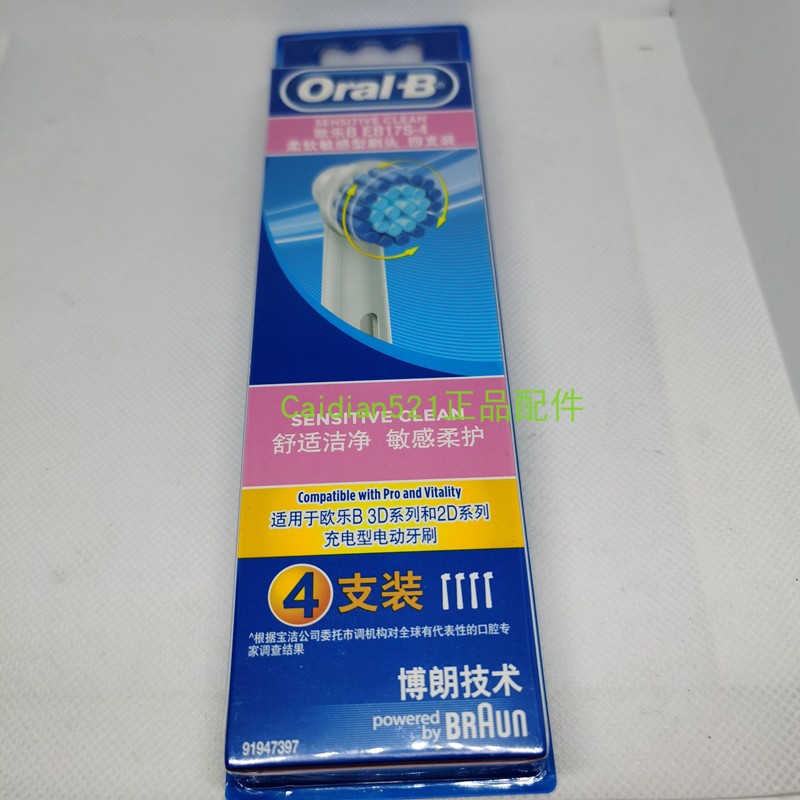 Oral-B
SENSITIVE CLEAN
欧乐B EB17S-4
柔软敏感型刷头 四支装
Caidian521正品配件
SENSITIVE CLEAN
舒适洁净 敏感柔护
Compatible with Pro and Vitality
适用于欧乐B 3D系列和2D系列
充电型电动牙刷
4支装
^根据宝洁公司委托市调机构对全球有代表性的口腔专
家调查结果
博朗技术
powered by BRAUN
91947397